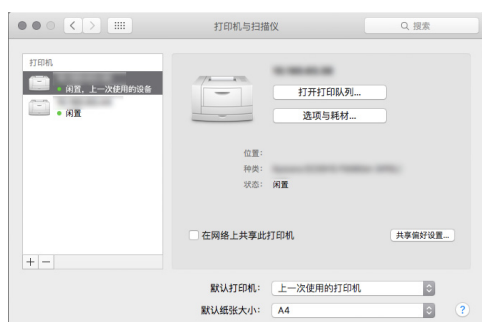 打印机与扫描仪
搜索
打印机
闲置，上一次使用的设备
闲置
打开打印队列...
选项与耗材...
位置：
种类：
状态：闲置
在网络上共享此打印机
共享偏好设置...
默认打印机：上一次使用的打印机
默认纸张大小：A4
?